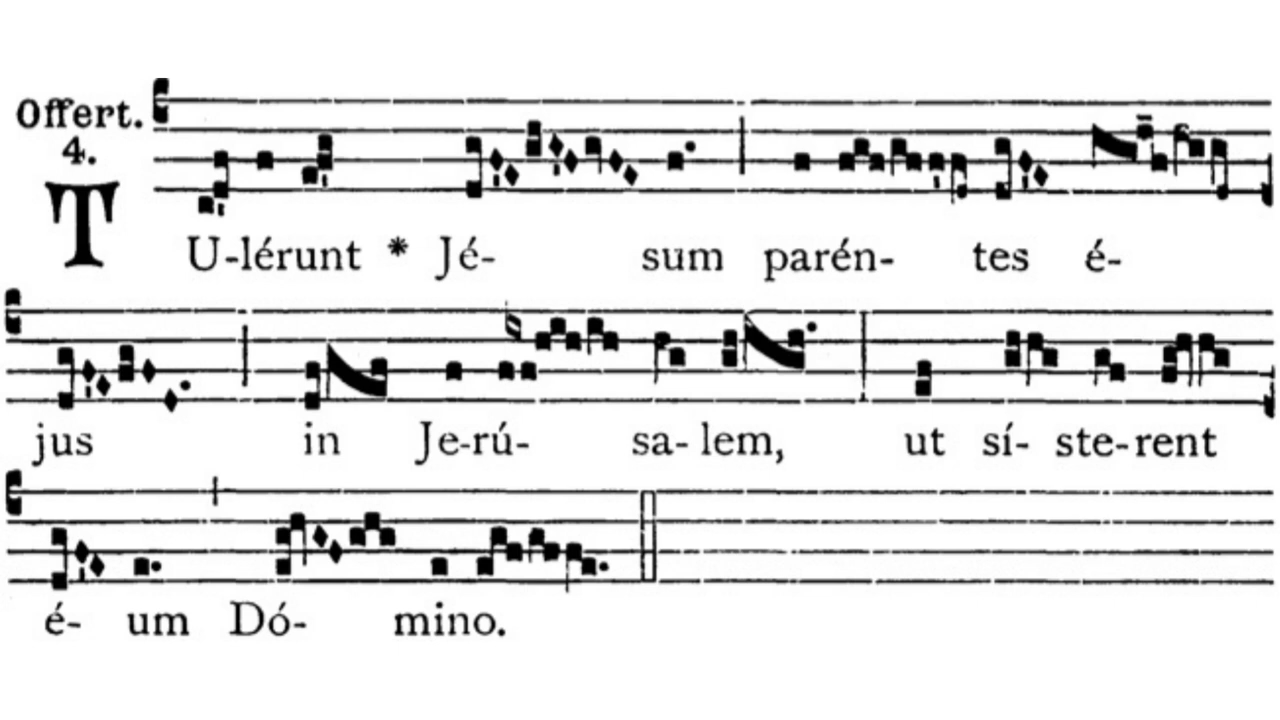 Offert.
4.
TU-lérunt * Jé- sum parén- tes é-
jus in Je-rú- sa- lem, ut sí- ste-rent
é- um Dó- mino.